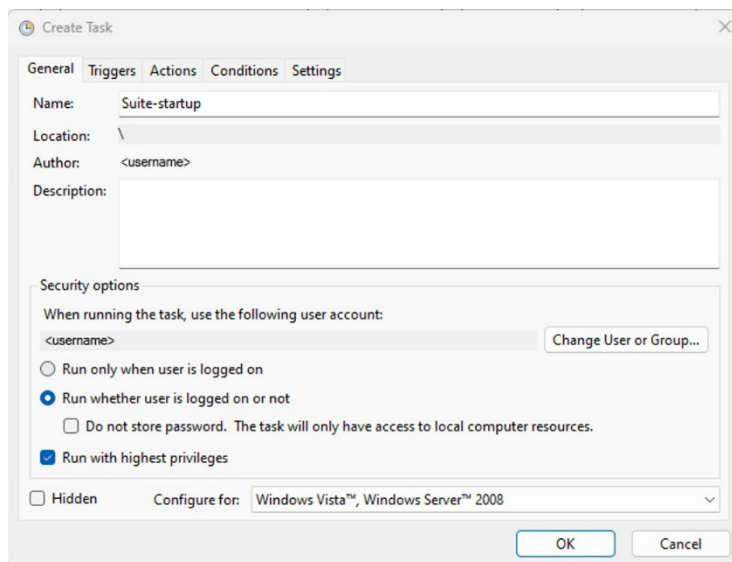 Create Task
General Triggers Actions Conditions Settings
Name: Suite-startup
Location: \
Author: <username>
Description:
Security options
When running the task, use the following user account:
<username> Change User or Group...
Run only when user is logged on
Run whether user is logged on or not
Do not store password. The task will only have access to local computer resources.
Run with highest privileges
Hidden Configure for: Windows Vista™, Windows Server™ 2008
OK Cancel